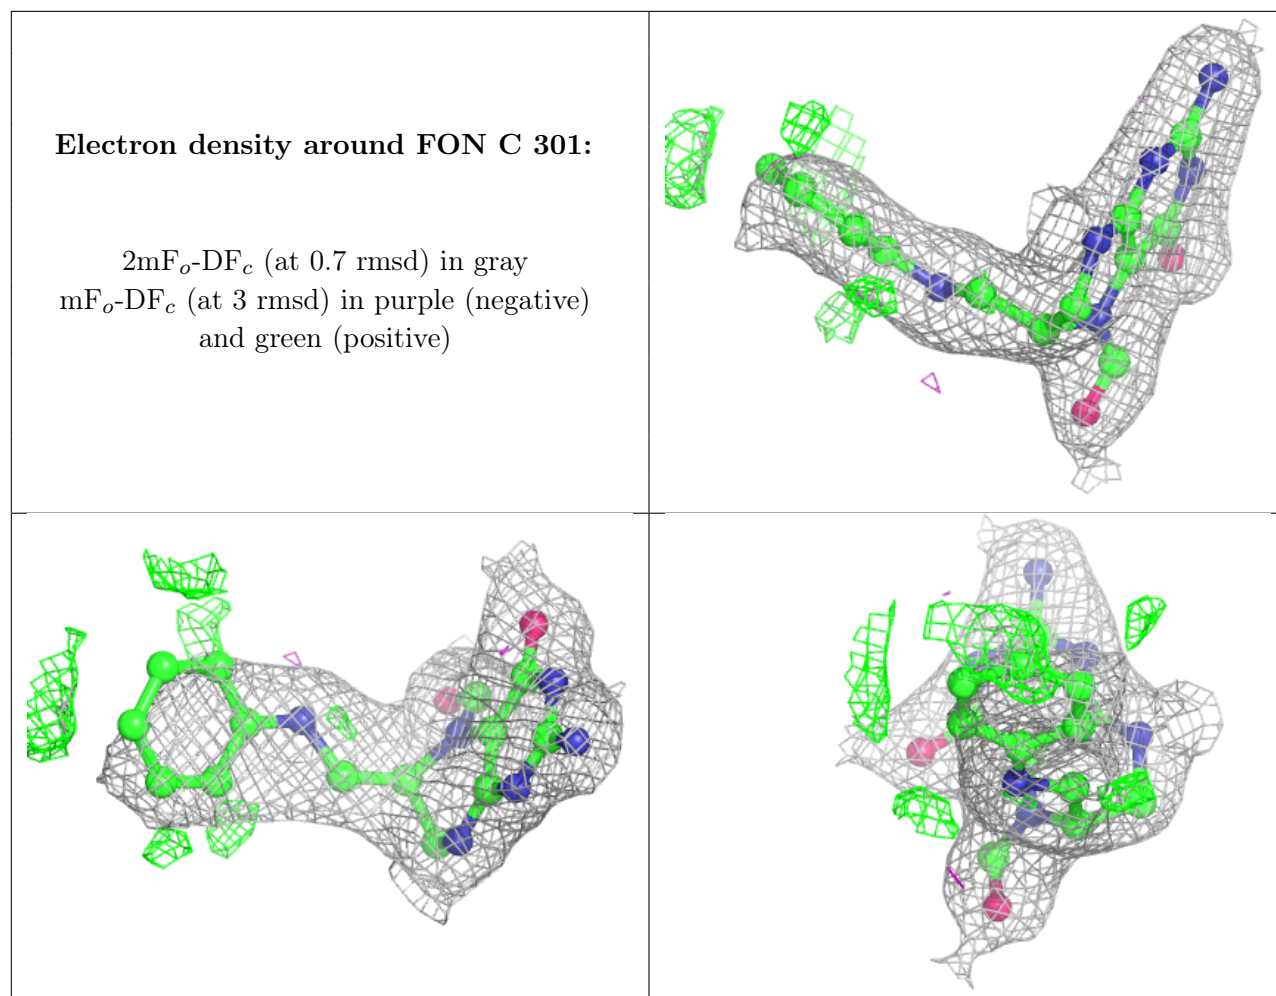 Electron density around FON C 301:
2mFo-DFc (at 0.7 rmsd) in gray
mFo-DFc (at 3 rmsd) in purple (negative)
and green (positive)